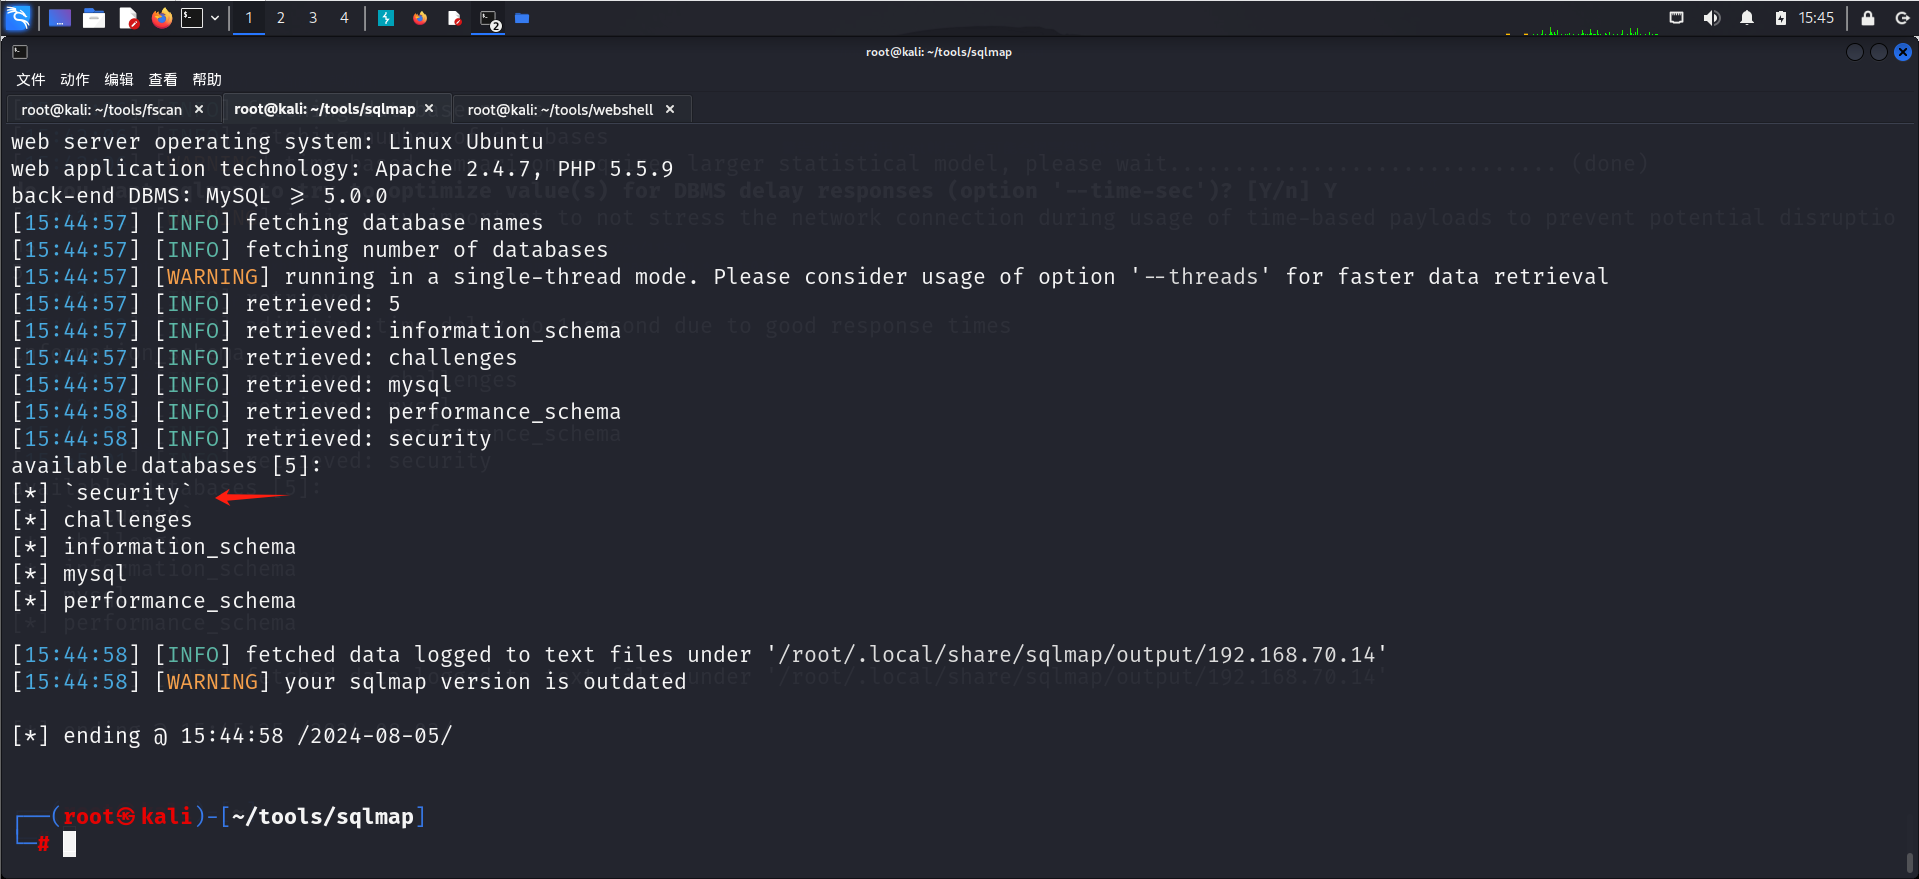 1 2 3 4 15:45
root@kali: ~/tools/sqlmap
文件 动作 编辑 查看 帮助
root@kali: ~/tools/fscan × root@kali: ~/tools/sqlmap × root@kali: ~/tools/webshell ×
web server operating system: Linux Ubuntu
web application technology: Apache 2.4.7, PHP 5.5.9
back-end DBMS: MySQL ≥ 5.0.0
[15:44:57] [INFO] fetching database names
[15:44:57] [INFO] fetching number of databases
[15:44:57] [WARNING] running in a single-thread mode. Please consider usage of option '--threads' for faster data retrieval
[15:44:57] [INFO] retrieved: 5
[15:44:57] [INFO] retrieved: information_schema
[15:44:57] [INFO] retrieved: challenges
[15:44:57] [INFO] retrieved: mysql
[15:44:58] [INFO] retrieved: performance_schema
[15:44:58] [INFO] retrieved: security
available databases [5]:
[*] `security`
[*] challenges
[*] information_schema
[*] mysql
[*] performance_schema
[15:44:58] [INFO] fetched data logged to text files under '/root/.local/share/sqlmap/output/192.168.70.14'
[15:44:58] [WARNING] your sqlmap version is outdated
[*] ending @ 15:44:58 /2024-08-05/
┌──(root㉿kali)-[~/tools/sqlmap]
└─#